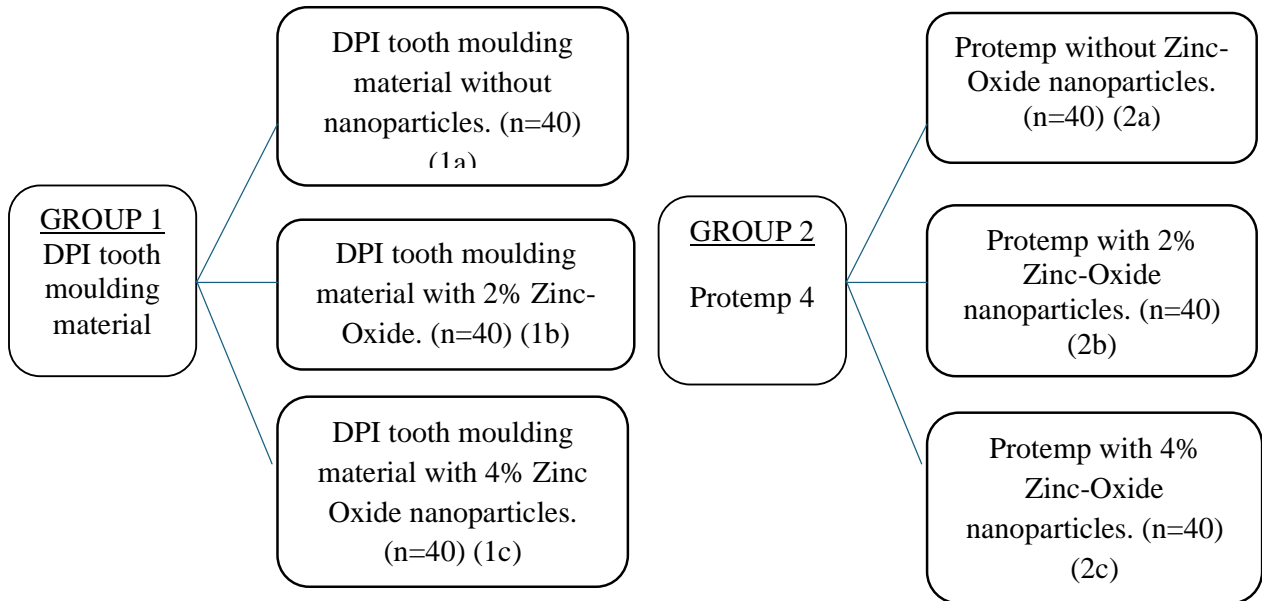 GROUP 1
DPI tooth
moulding
material
DPI tooth moulding
material without
nanoparticles. (n=40)
(1a)
DPI tooth moulding
material with 2% Zinc-
Oxide. (n=40) (1b)
DPI tooth moulding
material with 4% Zinc
Oxide nanoparticles.
(n=40) (1c)
GROUP 2
Protemp 4
Protemp without Zinc-
Oxide nanoparticles.
(n=40) (2a)
Protemp with 2%
Zinc-Oxide
nanoparticles. (n=40)
(2b)
Protemp with 4%
Zinc-Oxide
nanoparticles. (n=40)
(2c)